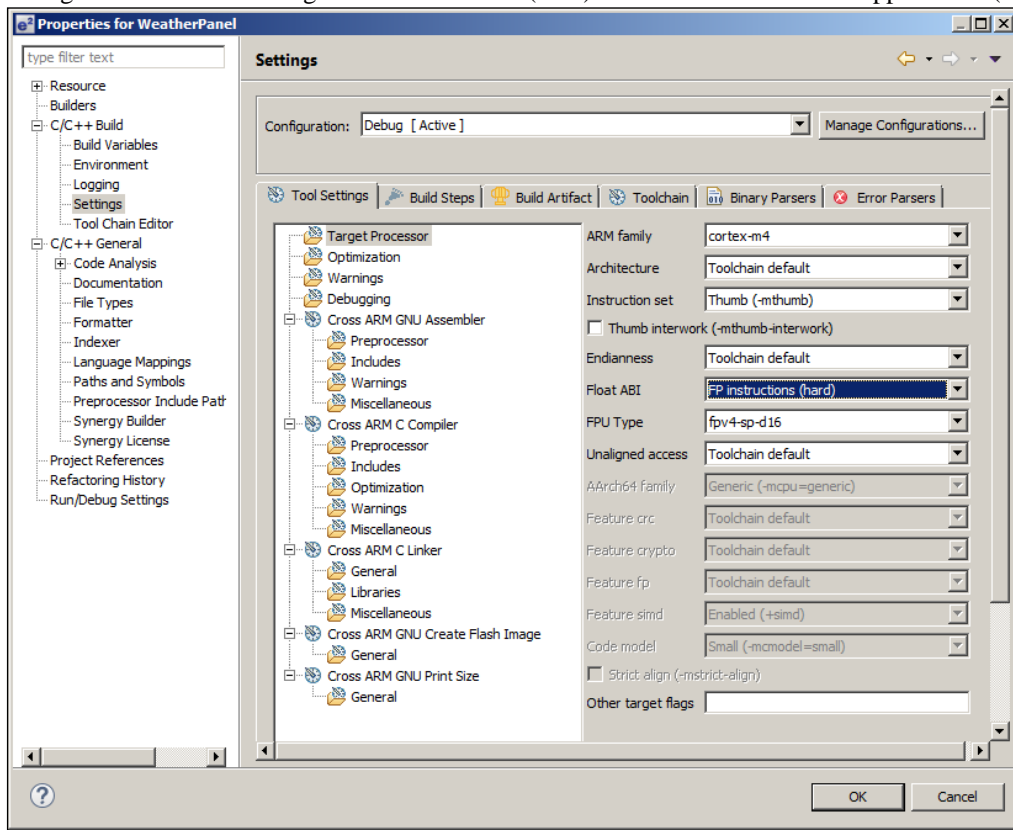 Properties for WeatherPanel
type filter text
Resource
Builders
C/C++ Build
Build Variables
Environment
Logging
Settings
Tool Chain Editor
C/C++ General
Code Analysis
Documentation
File Types
Formatter
Indexer
Language Mappings
Paths and Symbols
Preprocessor Include Path
Synergy Builder
Synergy License
Project References
Refactoring History
Run/Debug Settings
Settings
Configuration: Debug [ Active ] Manage Configurations...
Tool Settings Build Steps Build Artifact Toolchain Binary Parsers Error Parsers
Target Processor
Optimization
Warnings
Debugging
Cross ARM GNU Assembler
Preprocessor
Includes
Warnings
Miscellaneous
Cross ARM C Compiler
Preprocessor
Includes
Optimization
Warnings
Miscellaneous
Cross ARM C Linker
General
Libraries
Miscellaneous
Cross ARM GNU Create Flash Image
General
Cross ARM GNU Print Size
General
ARM family cortex-m4
Architecture Toolchain default
Instruction set Thumb (-mthumb)
Thumb interwork (-mthumb-interwork)
Endianness Toolchain default
Float ABI FP instructions (hard)
FPU Type fpv4-sp-d16
Unaligned access Toolchain default
AArch64 family Generic (-mcpu=generic)
Feature crc Toolchain default
Feature crypto Toolchain default
Feature fp Toolchain default
Feature simd Enabled (+simd)
Code model Small (-mcmodel=small)
Strict align (-mstrict-align)
Other target flags
OK Cancel